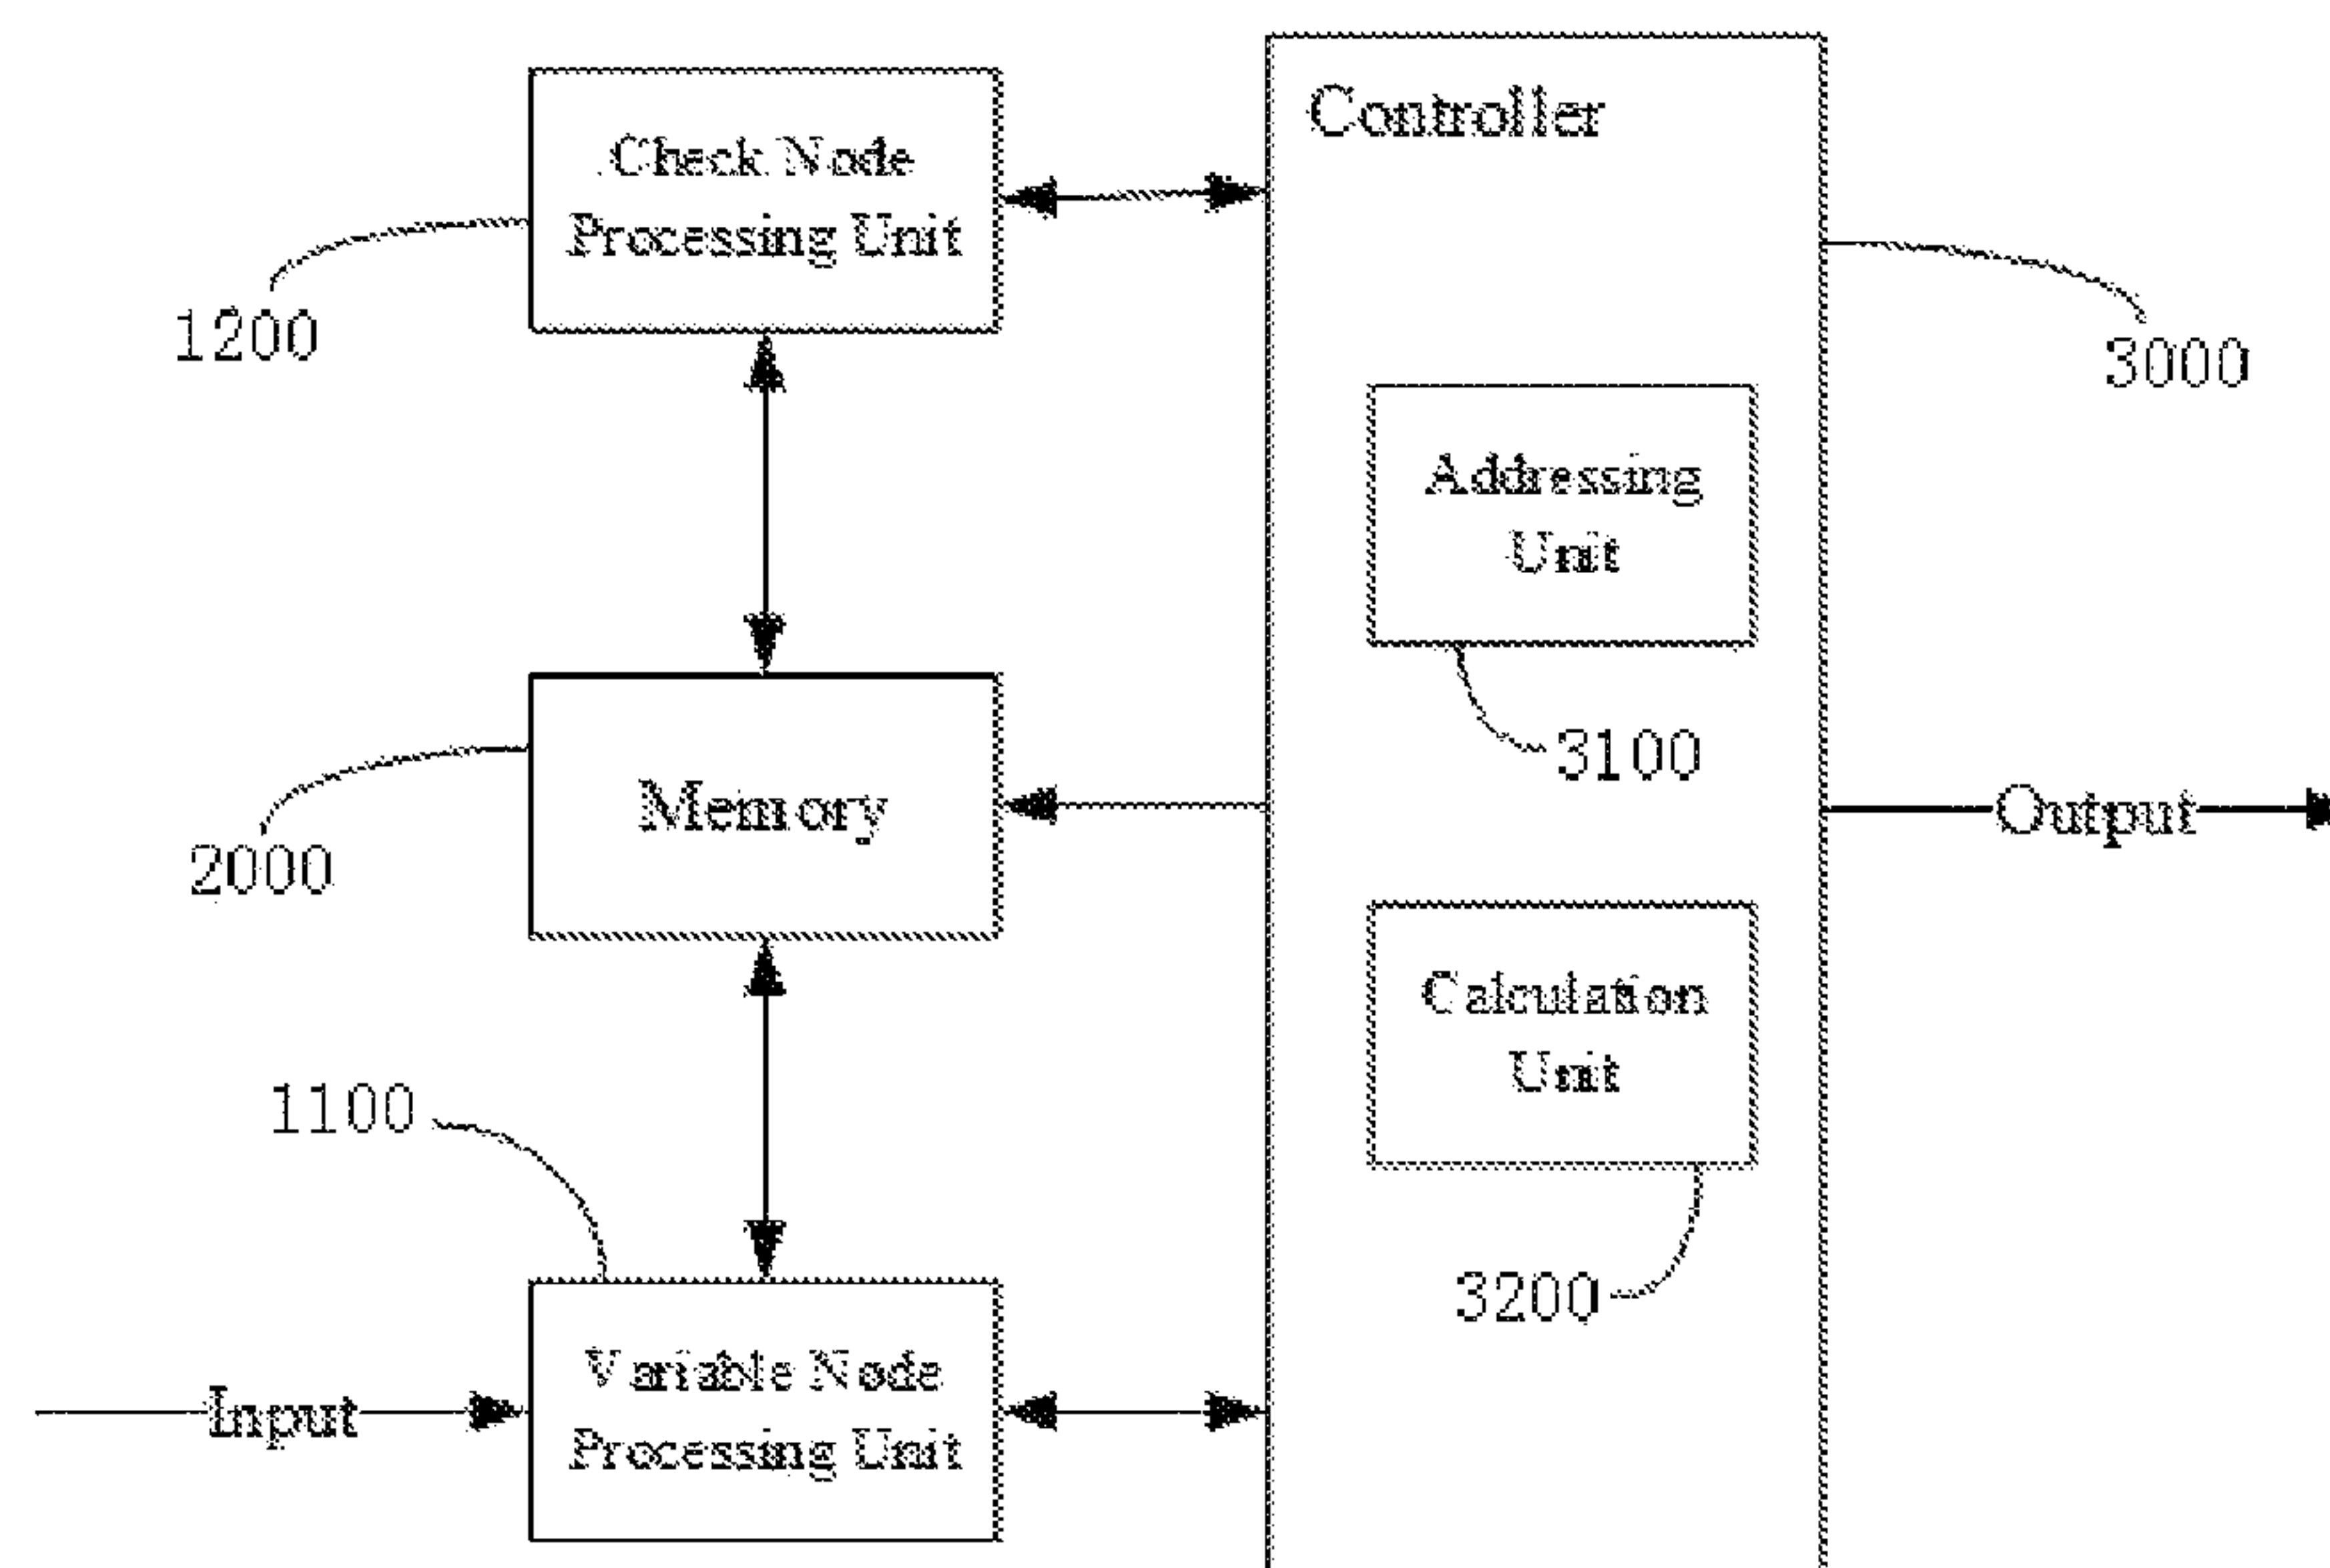 Controller
Check Node
Processing Unit
1200
3000
Addressing
Unit
3100
Memory
2000
Output
Calculation
Unit
1100
3200
Variable Node
Processing Unit
Input